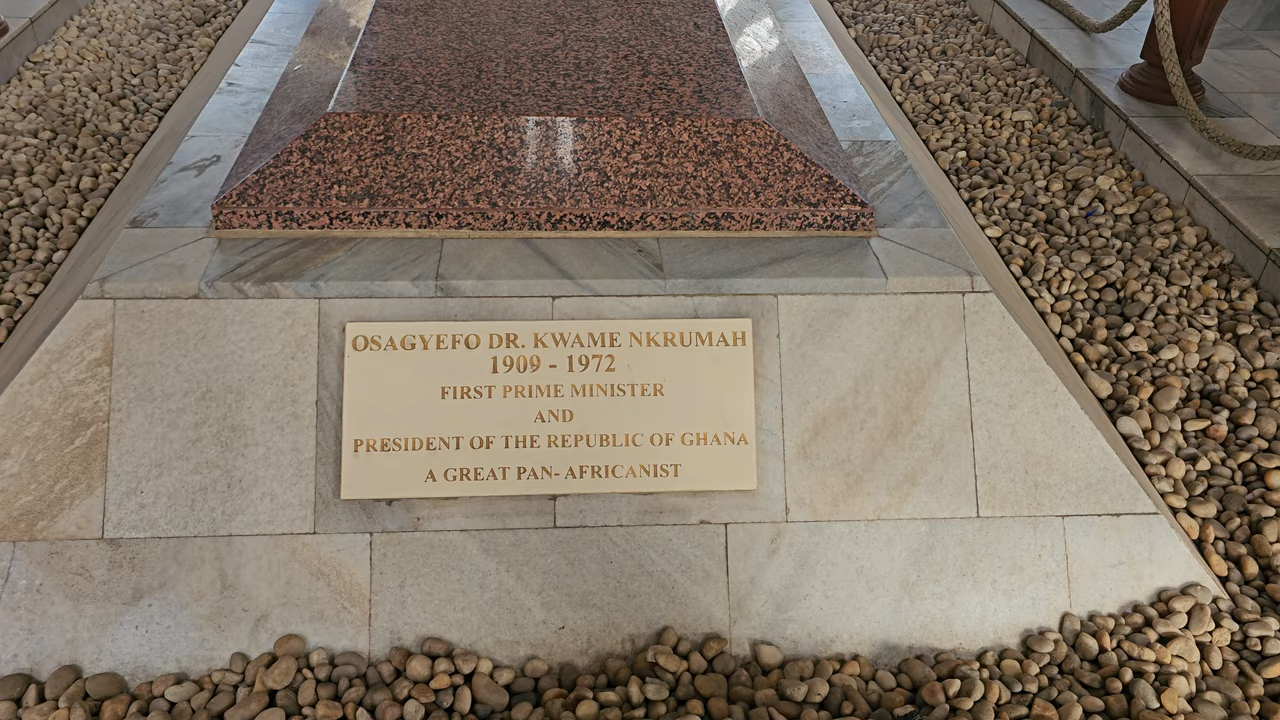 OSAGYEFO DR. KWAME NKRUMAH
1909 - 1972
FIRST PRIME MINISTER
AND
PRESIDENT OF THE REPUBLIC OF GHANA
A GREAT PAN- AFRICANIST